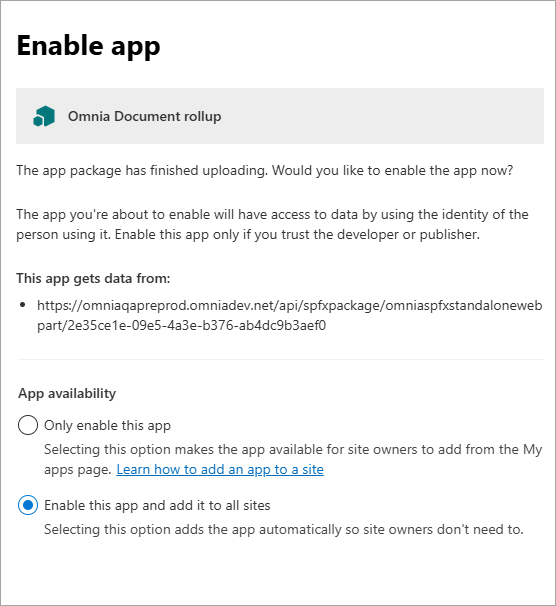 Enable app
Omnia Document rollup
The app package has finished uploading. Would you like to enable the app now?
The app you're about to enable will have access to data by using the identity of the
person using it. Enable this app only if you trust the developer or publisher.
This app gets data from:
https://omniaqapreprod.omniadev.net/api/spfxpackage/omniaspfxstandaloneweb
part/2e35ce1e-09e5-4a3e-b376-ab4dc9b3aef0
App availability
Only enable this app
Selecting this option makes the app available for site owners to add from the My
apps page. Learn how to add an app to a site
Enable this app and add it to all sites
Selecting this option adds the app automatically so site owners don't need to.